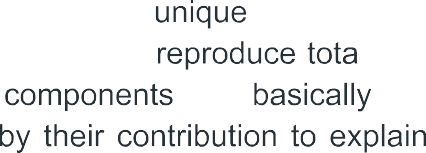 unique
reproduce tota
components basically
by their contribution to explain